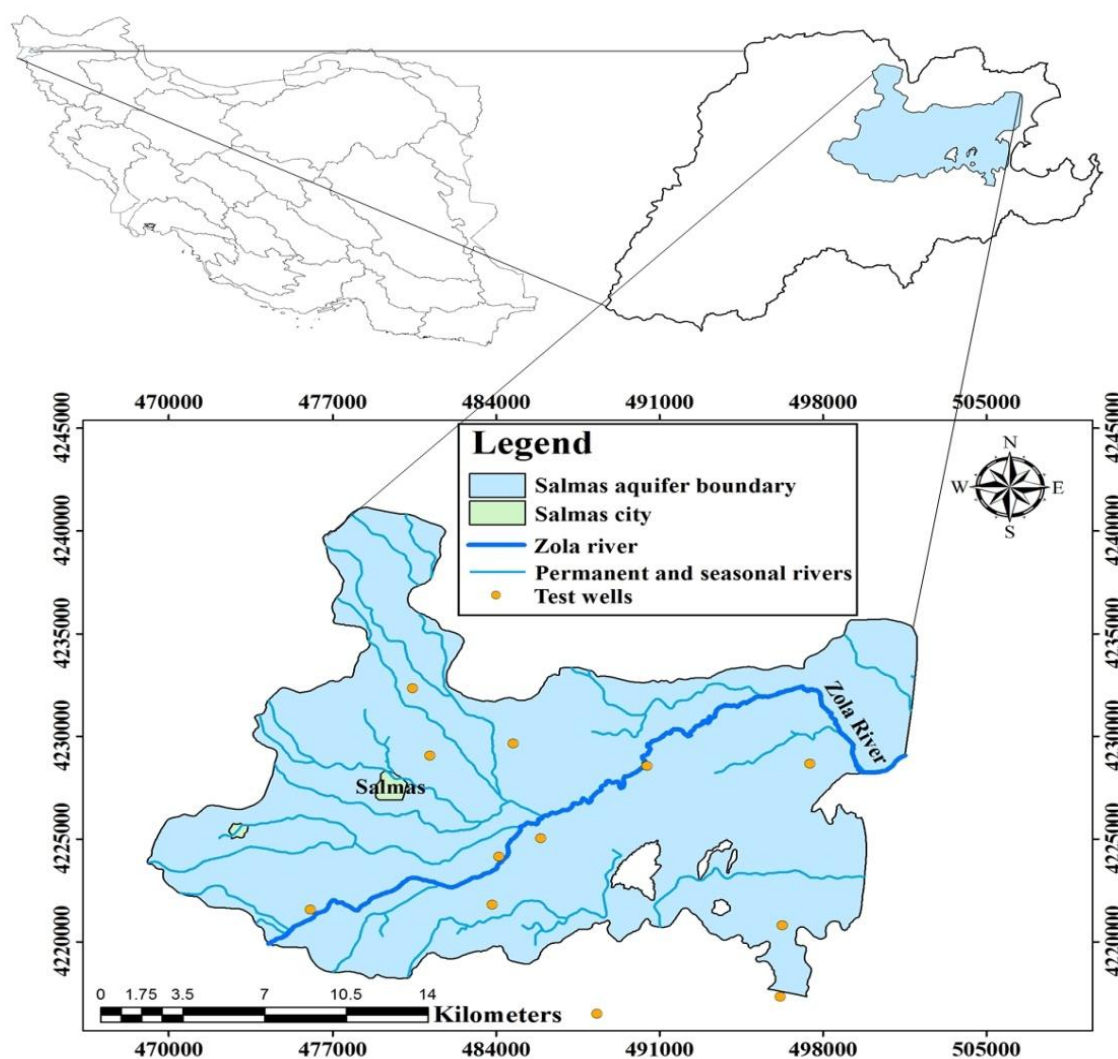 470000 477000 484000 491000 498000 505000
4245000 4245000
Legend
Salmas aquifer boundary
Salmas city
Zola river
Permanent and seasonal rivers
Test wells
N
W E
S
4240000 4240000
4235000 4235000
Zola River
4230000 4230000
Salmas
4225000 4225000
4220000 4220000
0 1.75 3.5 7 10.5 14
Kilometers
470000 477000 484000 491000 498000 505000